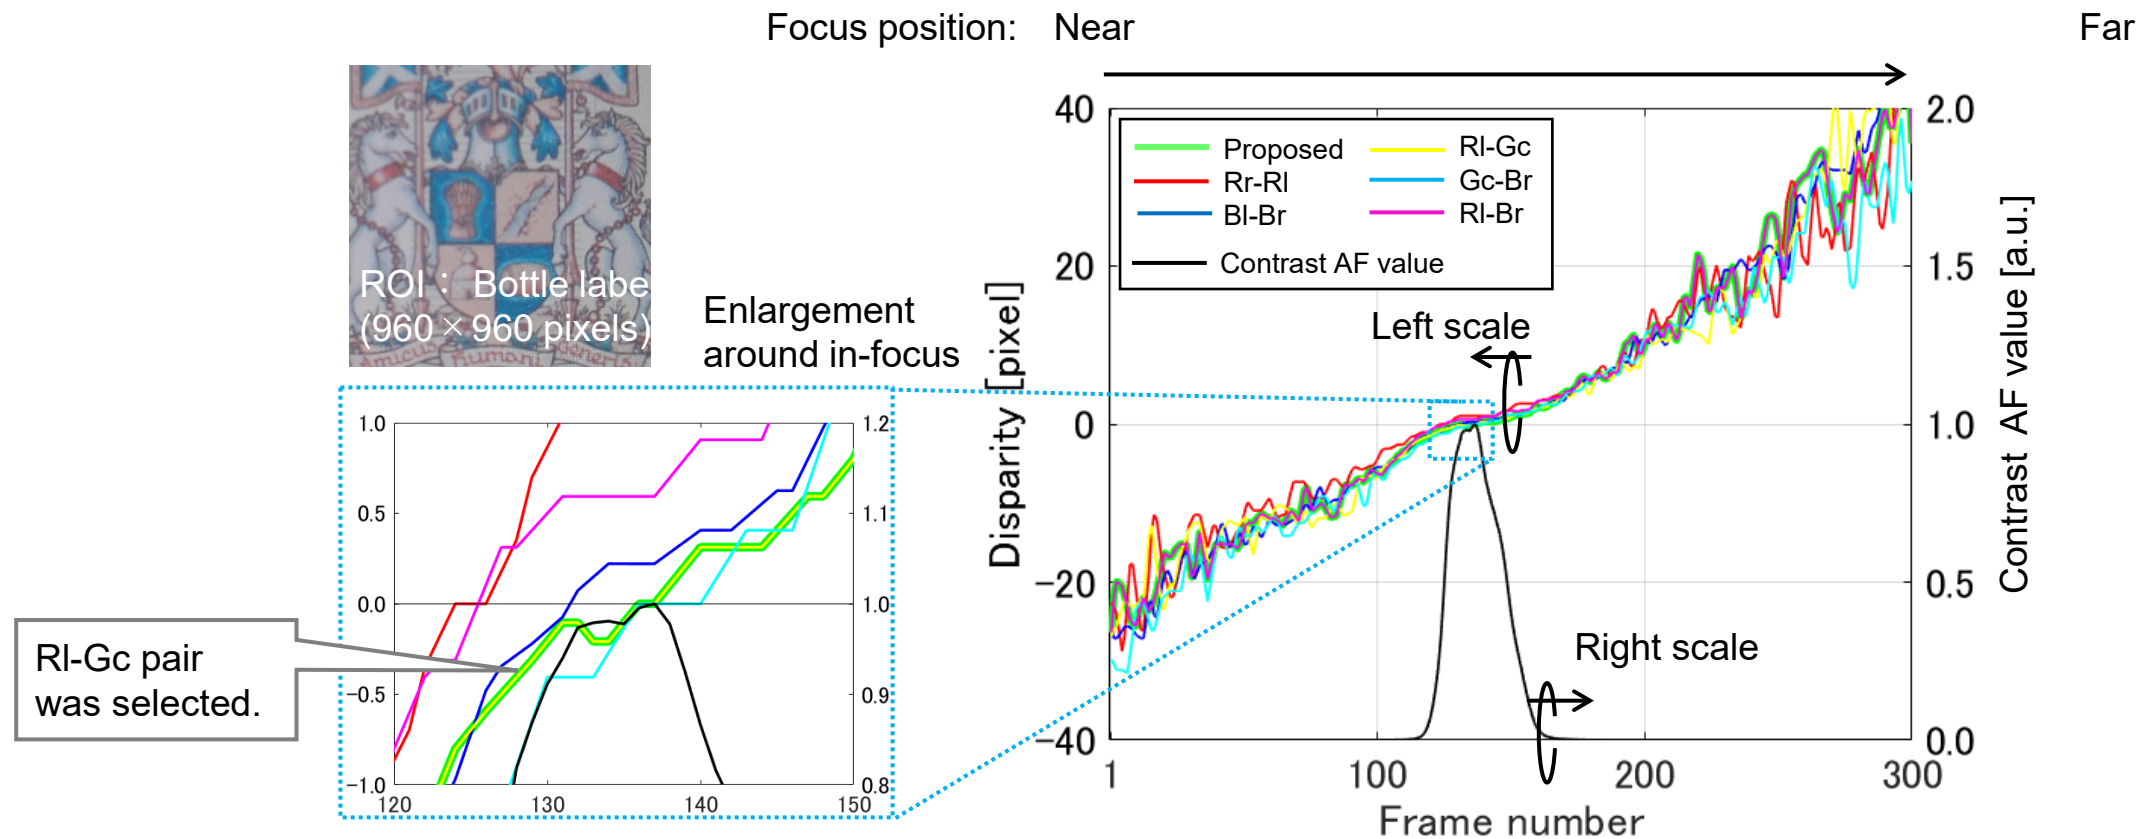 Focus position: Near Far
ROI： Bottle labe
(960×960 pixels)
Amicus Humani Generis
Enlargement
around in-focus
1.0
0.5
0.0
−0.5
−1.0
1.2
1.1
1.0
0.9
0.8
120 130 140 150
Rl-Gc pair
was selected.
Disparity [pixel]
40
20
0
−20
−40
Proposed
Rr-Rl
Bl-Br
Rl-Gc
Gc-Br
Rl-Br
Contrast AF value
Left scale
Right scale
2.0
1.5
1.0
0.5
0.0
Contrast AF value [a.u.]
1 100 200 300
Frame number